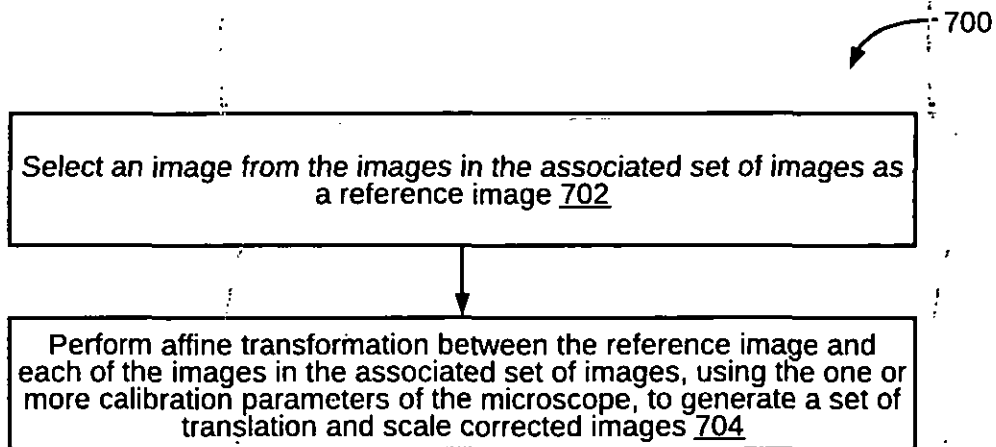 700
Select an image from the images in the associated set of images as
a reference image 702
Perform affine transformation between the reference image and
each of the images in the associated set of images, using the one or
more calibration parameters of the microscope, to generate a set of
translation and scale corrected images 704